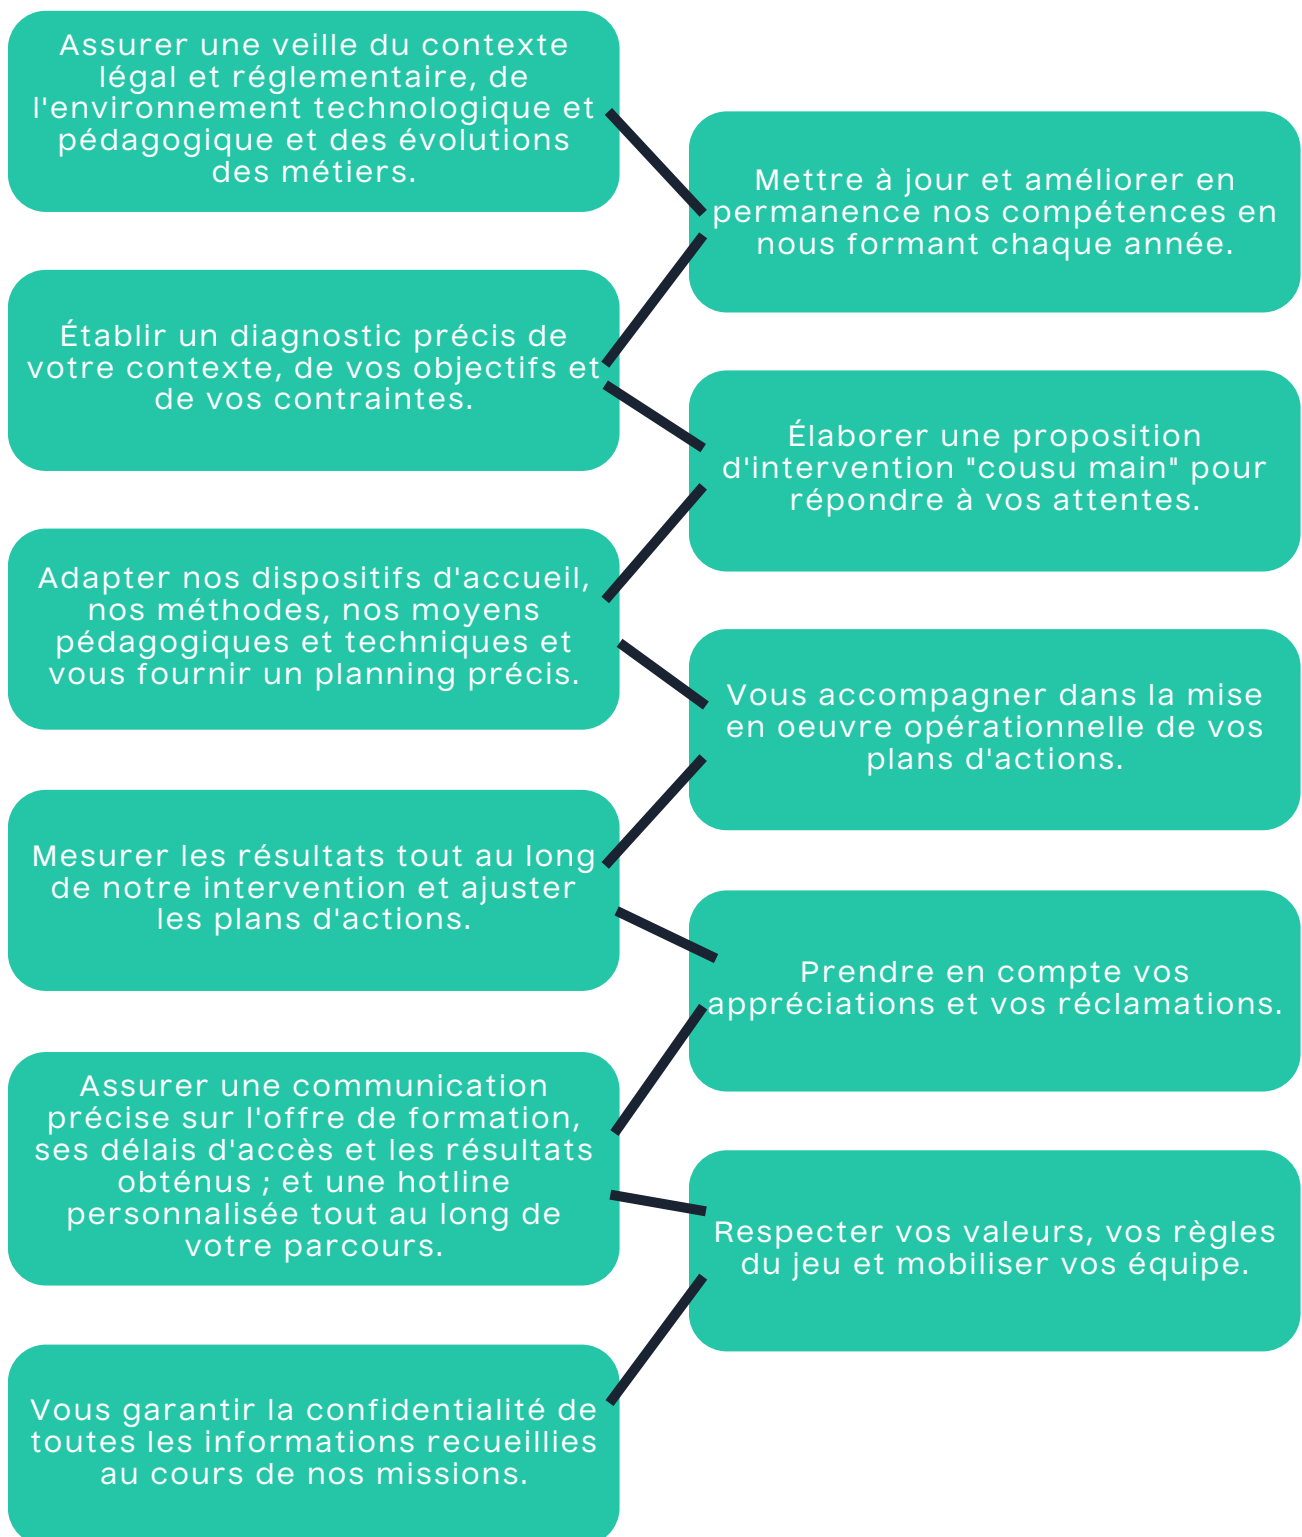 Assurer une veille du contexte
légal et réglementaire, de
l'environnement technologique et
pédagogique et des évolutions
des métiers.
Mettre à jour et améliorer en
permanence nos compétences en
nous formant chaque année.
Établir un diagnostic précis de
votre contexte, de vos objectifs et
de vos contraintes.
Élaborer une proposition
d'intervention "cousu main" pour
répondre à vos attentes.
Adapter nos dispositifs d'accueil,
nos méthodes, nos moyens
pédagogiques et techniques et
vous fournir un planning précis.
Vous accompagner dans la mise
en oeuvre opérationnelle de vos
plans d'actions.
Mesurer les résultats tout au long
de notre intervention et ajuster
les plans d'actions.
Prendre en compte vos
appréciations et vos réclamations.
Assurer une communication
précise sur l'offre de formation,
ses délais d'accès et les résultats
obténus ; et une hotline
personnalisée tout au long de
votre parcours.
Respecter vos valeurs, vos règles
du jeu et mobiliser vos équipe.
Vous garantir la confidentialité de
toutes les informations recueillies
au cours de nos missions.